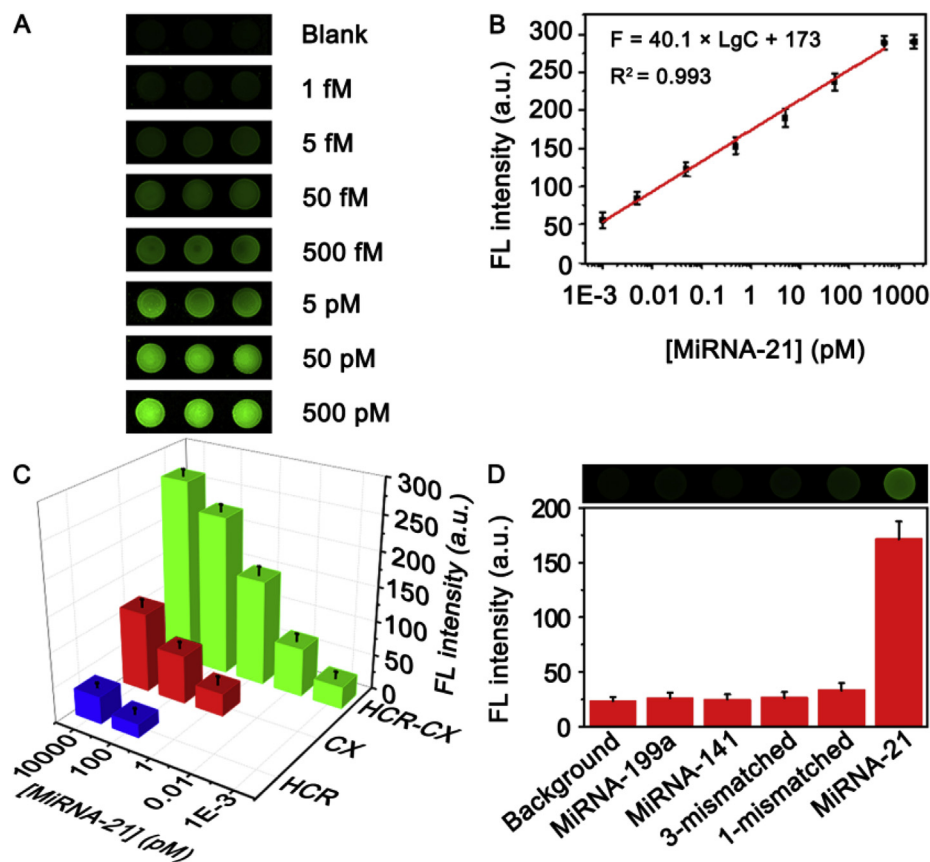 A
Blank
1 fM
5 fM
50 fM
500 fM
5 pM
50 pM
500 pM
B
F = 40.1 × LgC + 173
R² = 0.993
FL intensity (a.u.)
300
250
200
150
100
50
0
1E-3 0.01 0.1 1 10 100 1000
[MiRNA-21] (pM)
C
300
250
200
150
100
50
0
FL intensity (a.u.)
HCR-CX
CX
HCR
10000
100
1
0.01
1E-3
[MiRNA-21] (pM)
D
FL intensity (a.u.)
200
150
100
50
0
Background
MiRNA-199a
MiRNA-141
3-mismatched
1-mismatched
MiRNA-21